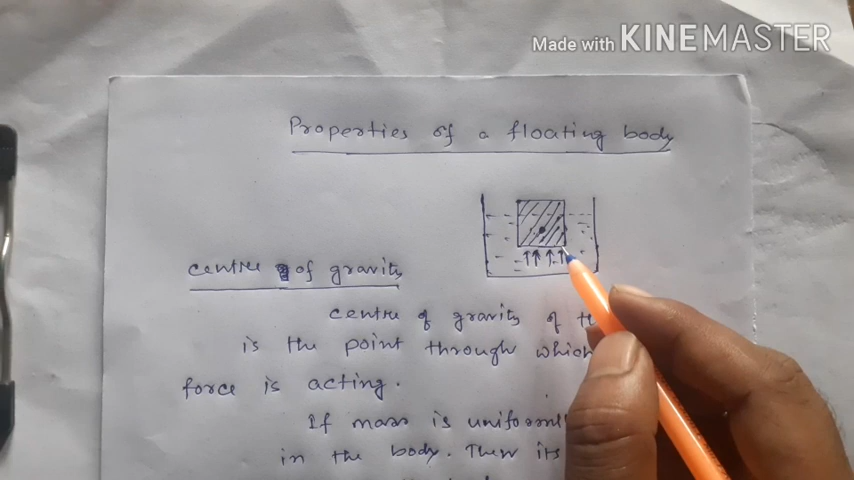 Made with KINEMASTER
Properties of a floating body
centre of gravity
centre of gravity of
is the point through which
force is acting.
If mass is
in the body. Then its